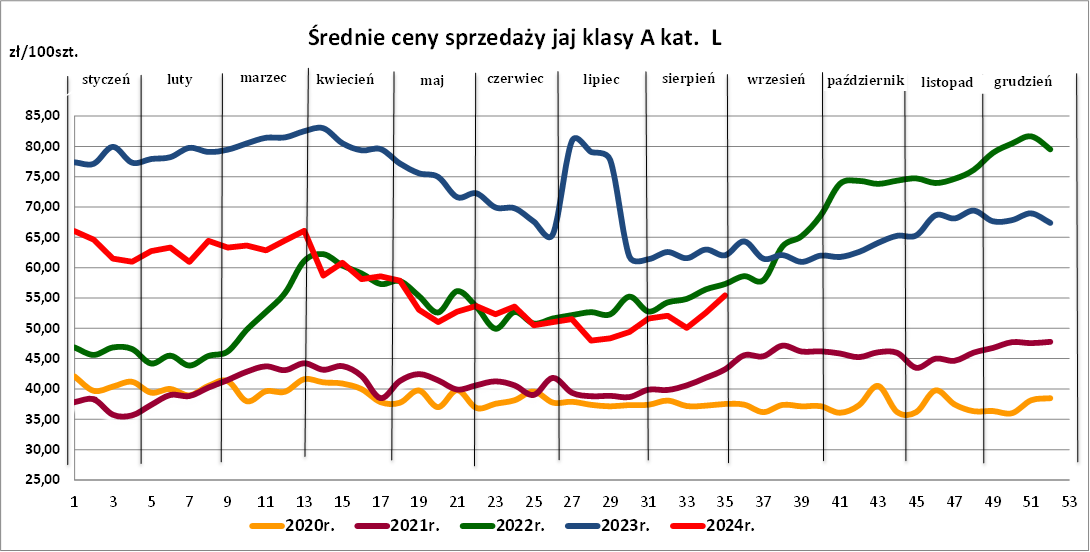 Średnie ceny sprzedaży jaj klasy A kat. L
zł/100szt.
styczeń luty marzec kwiecień maj czerwiec lipiec sierpień wrzesień październik listopad grudzień
85,00
80,00
75,00
70,00
65,00
60,00
55,00
50,00
45,00
40,00
35,00
30,00
25,00
1 3 5 7 9 11 13 15 17 19 21 23 25 27 29 31 33 35 37 39 41 43 45 47 49 51 53
2020r. 2021r. 2022r. 2023r. 2024r.